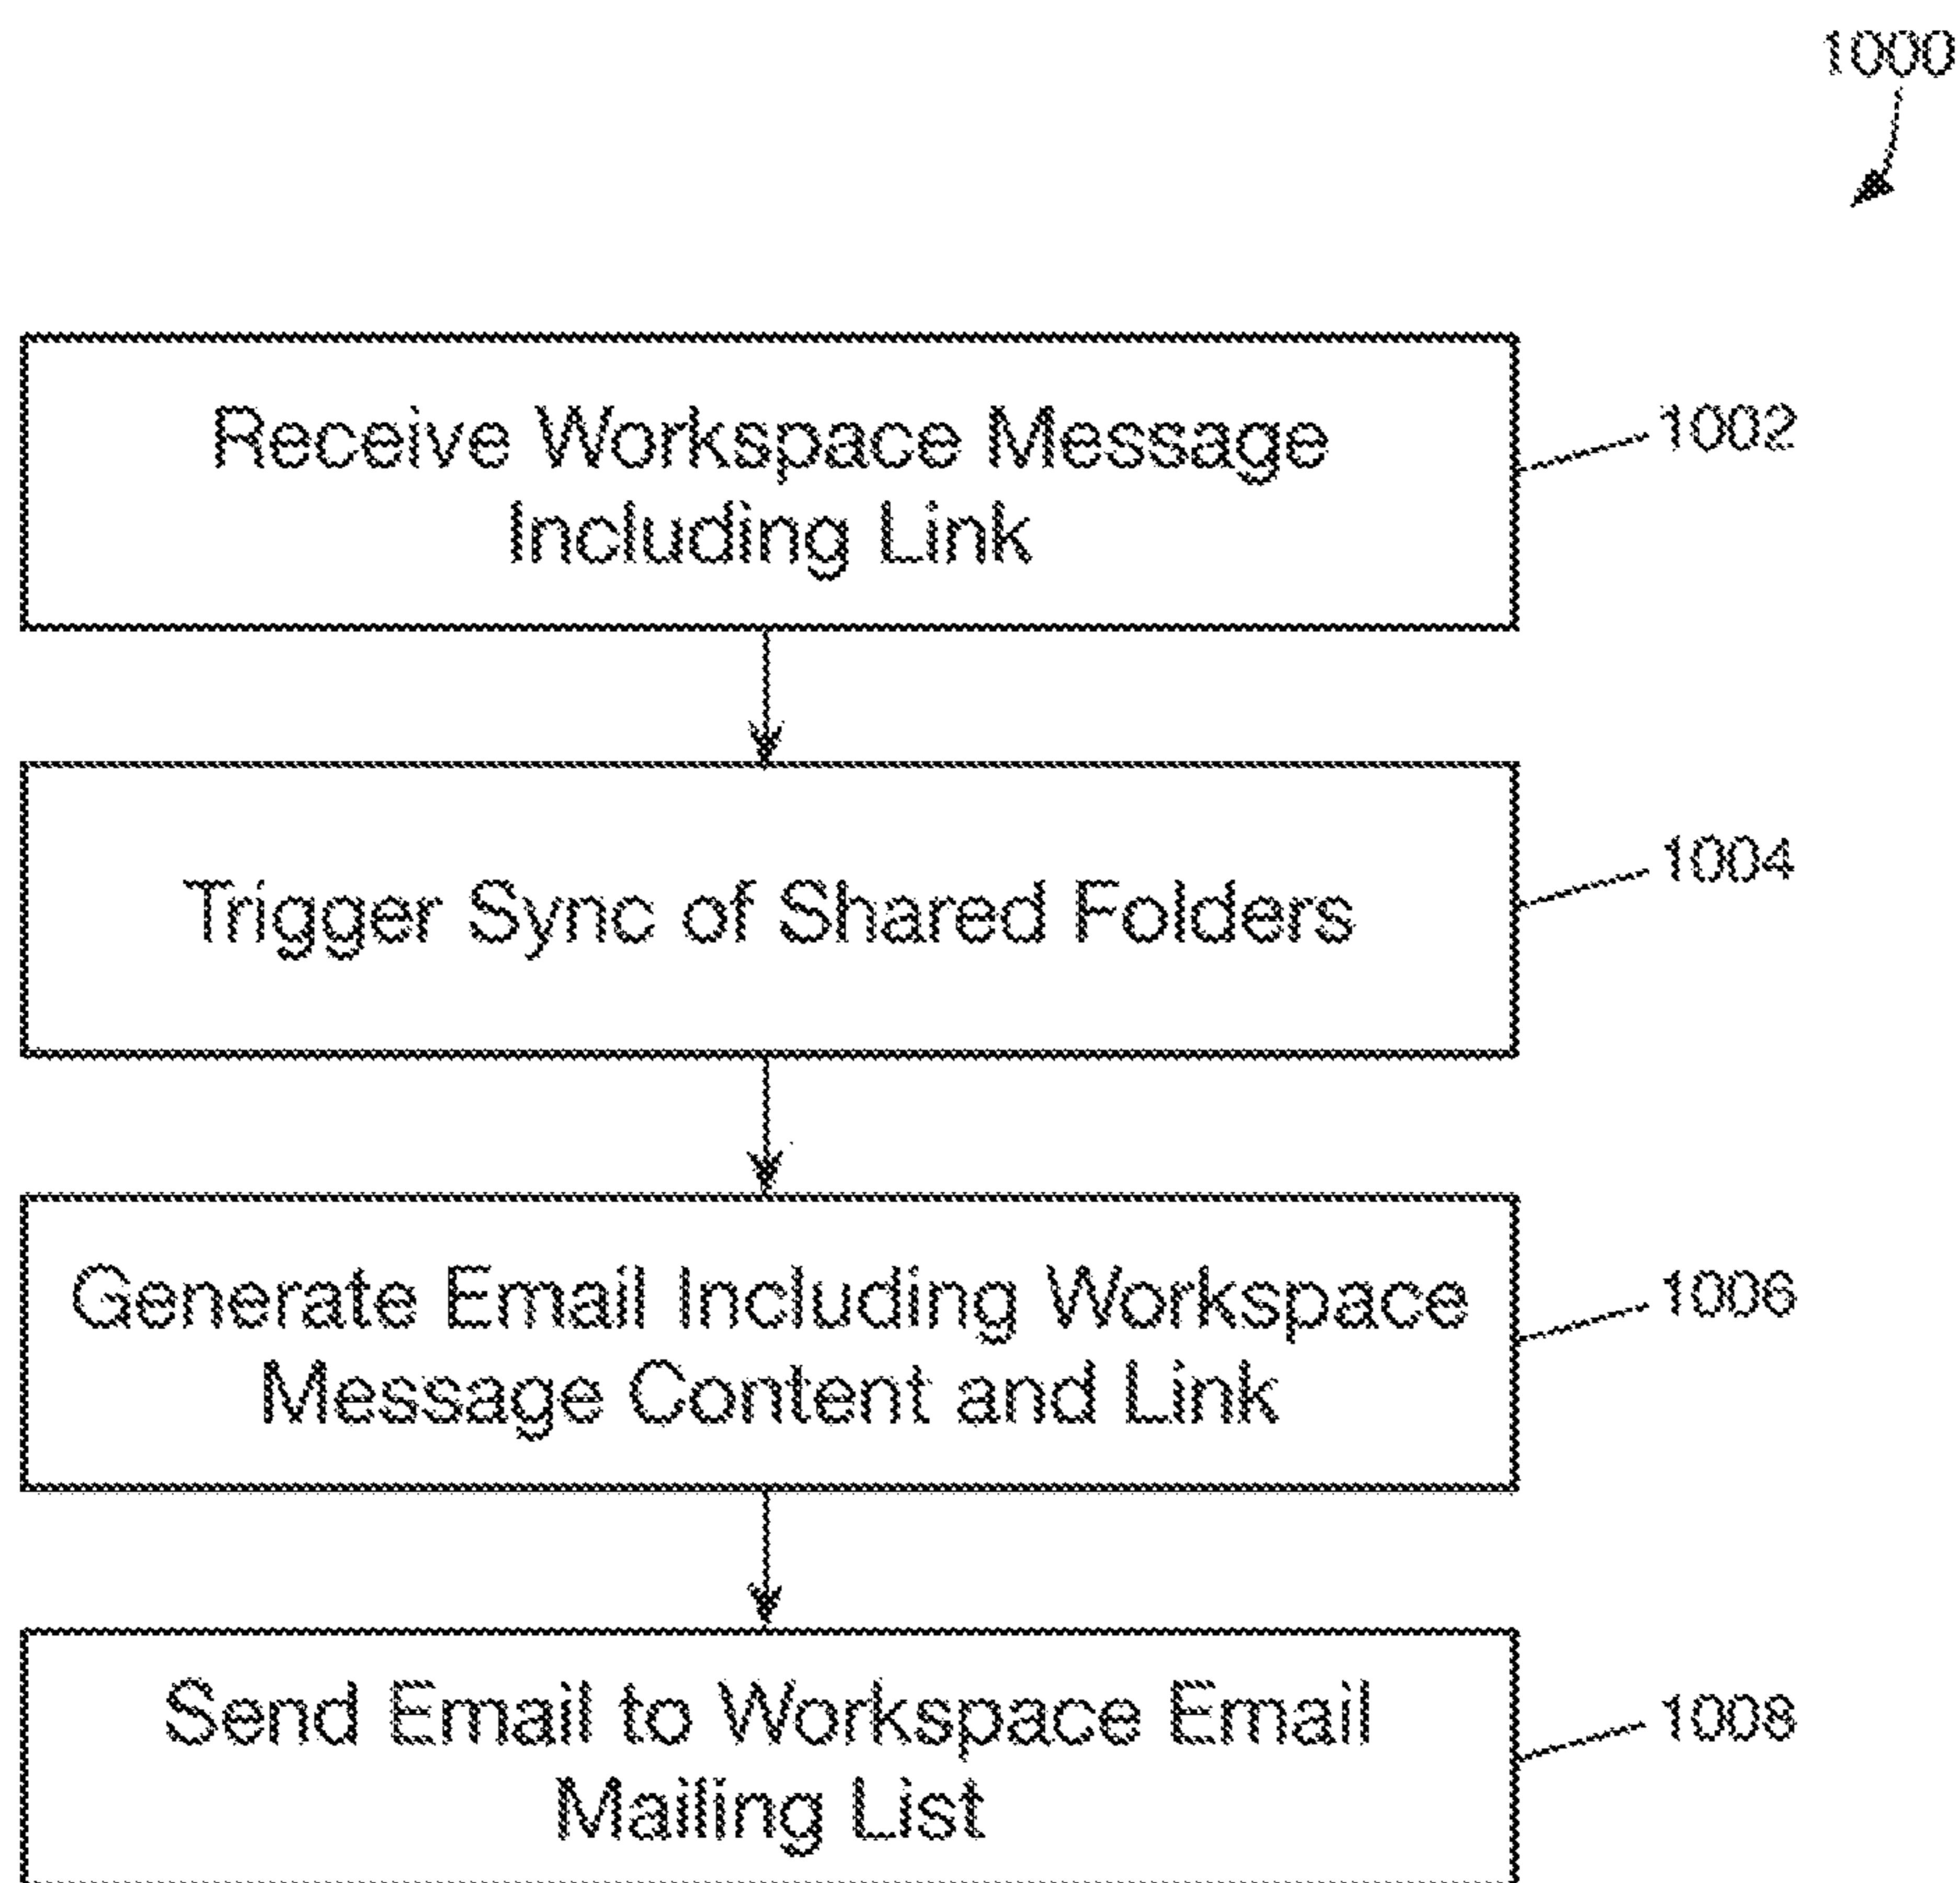 1000
Receive Workspace Message
Including Link
1002
Trigger Sync of Shared Folders
1004
Generate Email Including Workspace
Message Content and Link
1006
Send Email to Workspace Email
Mailing List
1008